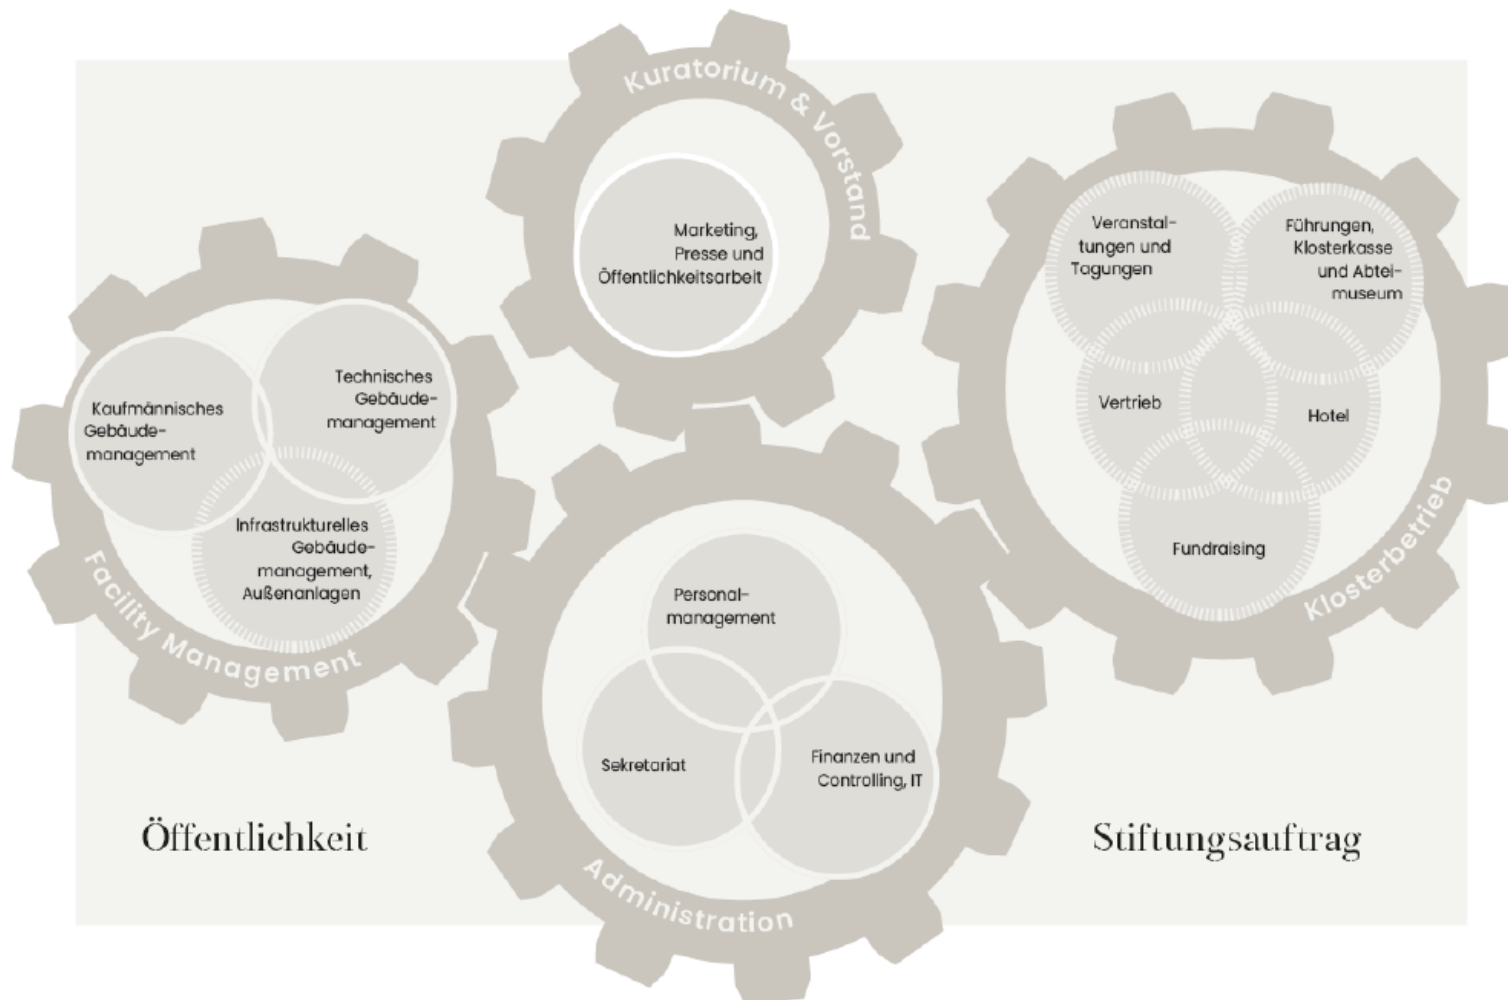 Kuratorium & Vorstand
Marketing,
Presse und
Öffentlichkeitsarbeit
Veranstal-
tungen und
Tagungen
Führungen,
Klosterkasse
und Abtei-
museum
Vertrieb
Hotel
Fundraising
Klosterbetrieb
Kaufmännisches
Gebäude-
management
Technisches
Gebäude-
management
Infrastrukturelles
Gebäude-
management,
Außenanlagen
Facility Management
Personal-
management
Sekretariat
Finanzen und
Controlling, IT
Administration
Öffentlichkeit
Stiftungsauftrag